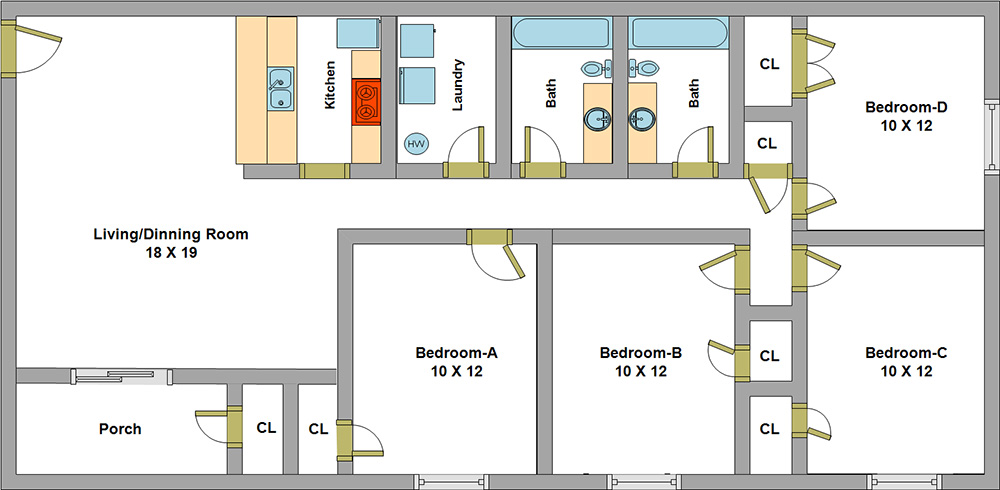 Kitchen
Laundry
HW
Bath
Bath
CL
Bedroom-D
10 X 12
CL
Living/Dinning Room
18 X 19
Bedroom-A
10 X 12
Bedroom-B
10 X 12
CL
Bedroom-C
10 X 12
Porch
CL
CL
CL